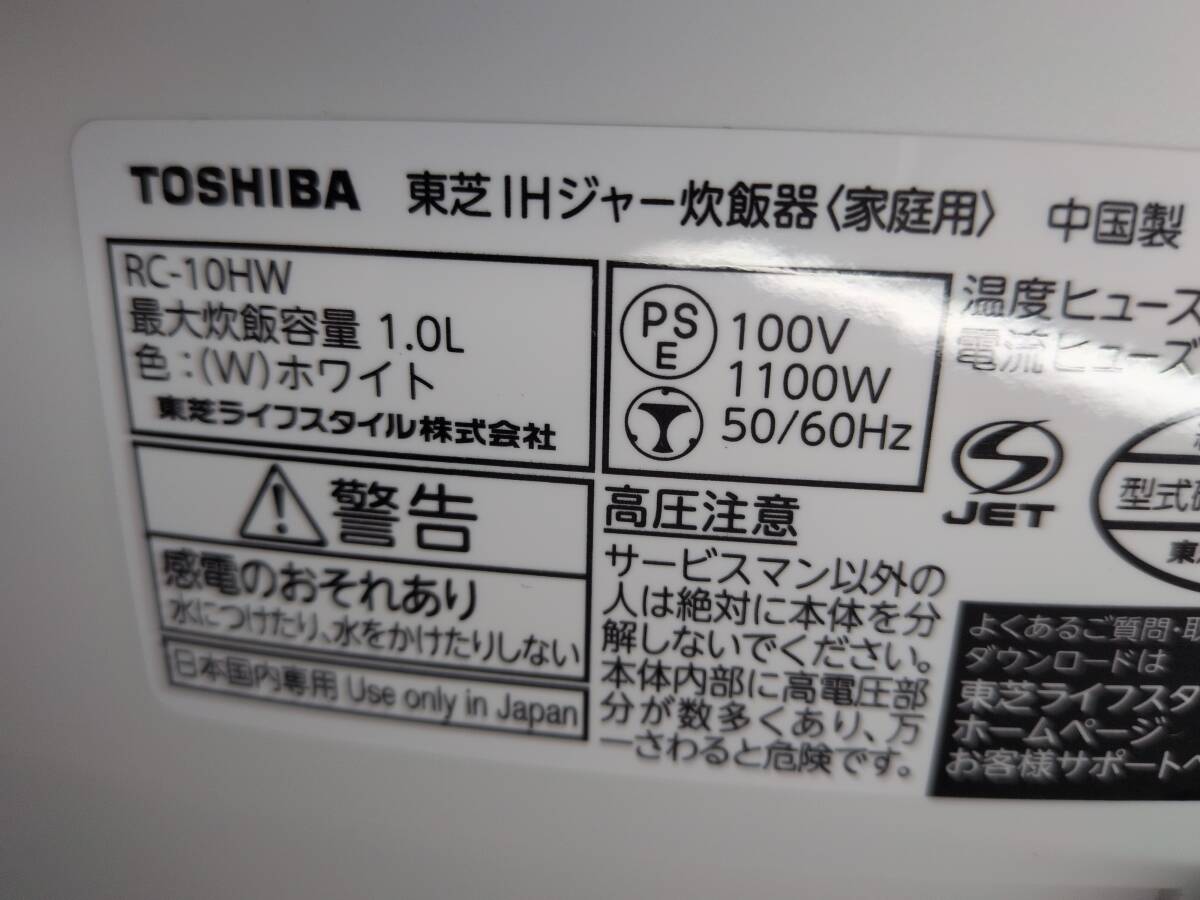 TOSHIBA 東芝IHジャー炊飯器〈家庭用〉 中国製
RC-10HW
最大炊飯容量 1.0L
色:(W)ホワイト
東芝ライフスタイル株式会社
PS
E
100V
1100W
50/60Hz
温度ヒューズ
電流ヒューズ
JET
型式
警告
感電のおそれあり
水につけたり、水をかけたりしない
日本国内専用 Use only in Japan
高圧注意
サービスマン以外の
人は絶対に本体を分
解しないでください。
本体内部に高電圧部
分が数多くあり、万
一さわると危険です。
よくあるご質問・取
ダウンロードは
東芝ライフスタ
ホームページ
お客様サポートへ